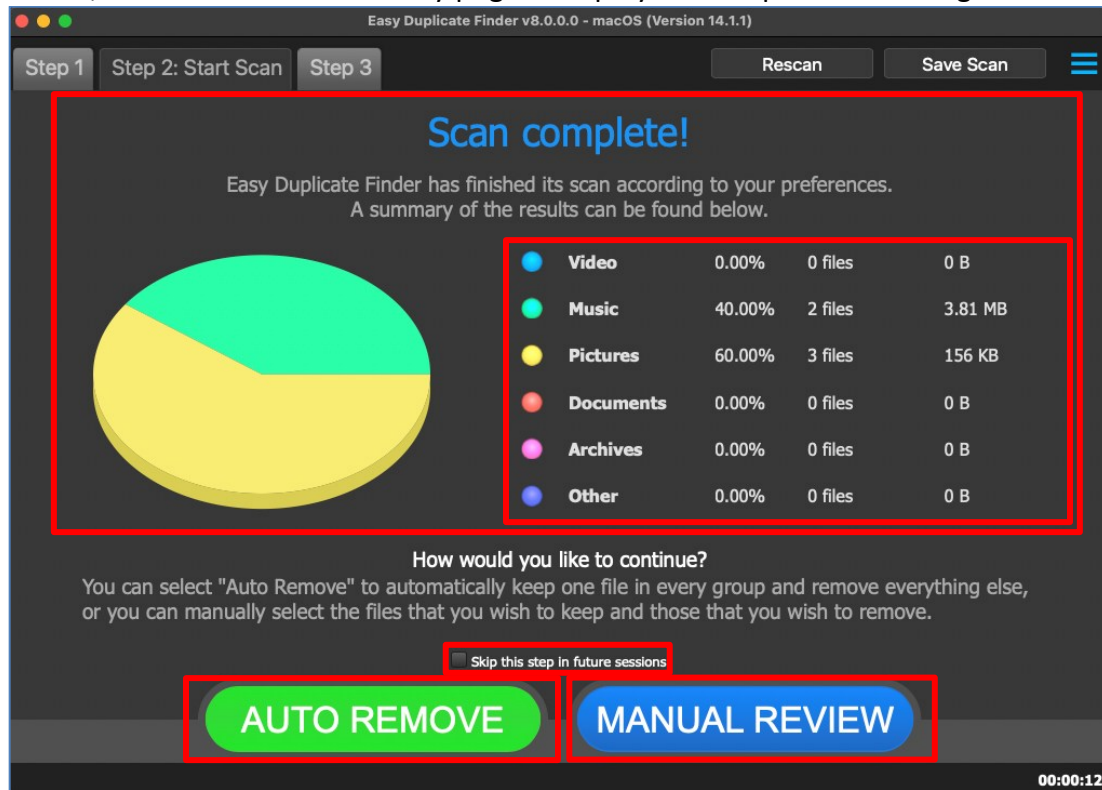 Easy Duplicate Finder v8.0.0.0 - macOS (Version 14.1.1)
Step 1 Step 2: Start Scan Step 3 Rescan Save Scan
Scan complete!
Easy Duplicate Finder has finished its scan according to your preferences.
A summary of the results can be found below.
Video 0.00% 0 files 0 B
Music 40.00% 2 files 3.81 MB
Pictures 60.00% 3 files 156 KB
Documents 0.00% 0 files 0 B
Archives 0.00% 0 files 0 B
Other 0.00% 0 files 0 B
How would you like to continue?
You can select "Auto Remove" to automatically keep one file in every group and remove everything else,
or you can manually select the files that you wish to keep and those that you wish to remove.
Skip this step in future sessions
AUTO REMOVE MANUAL REVIEW
00:00:12